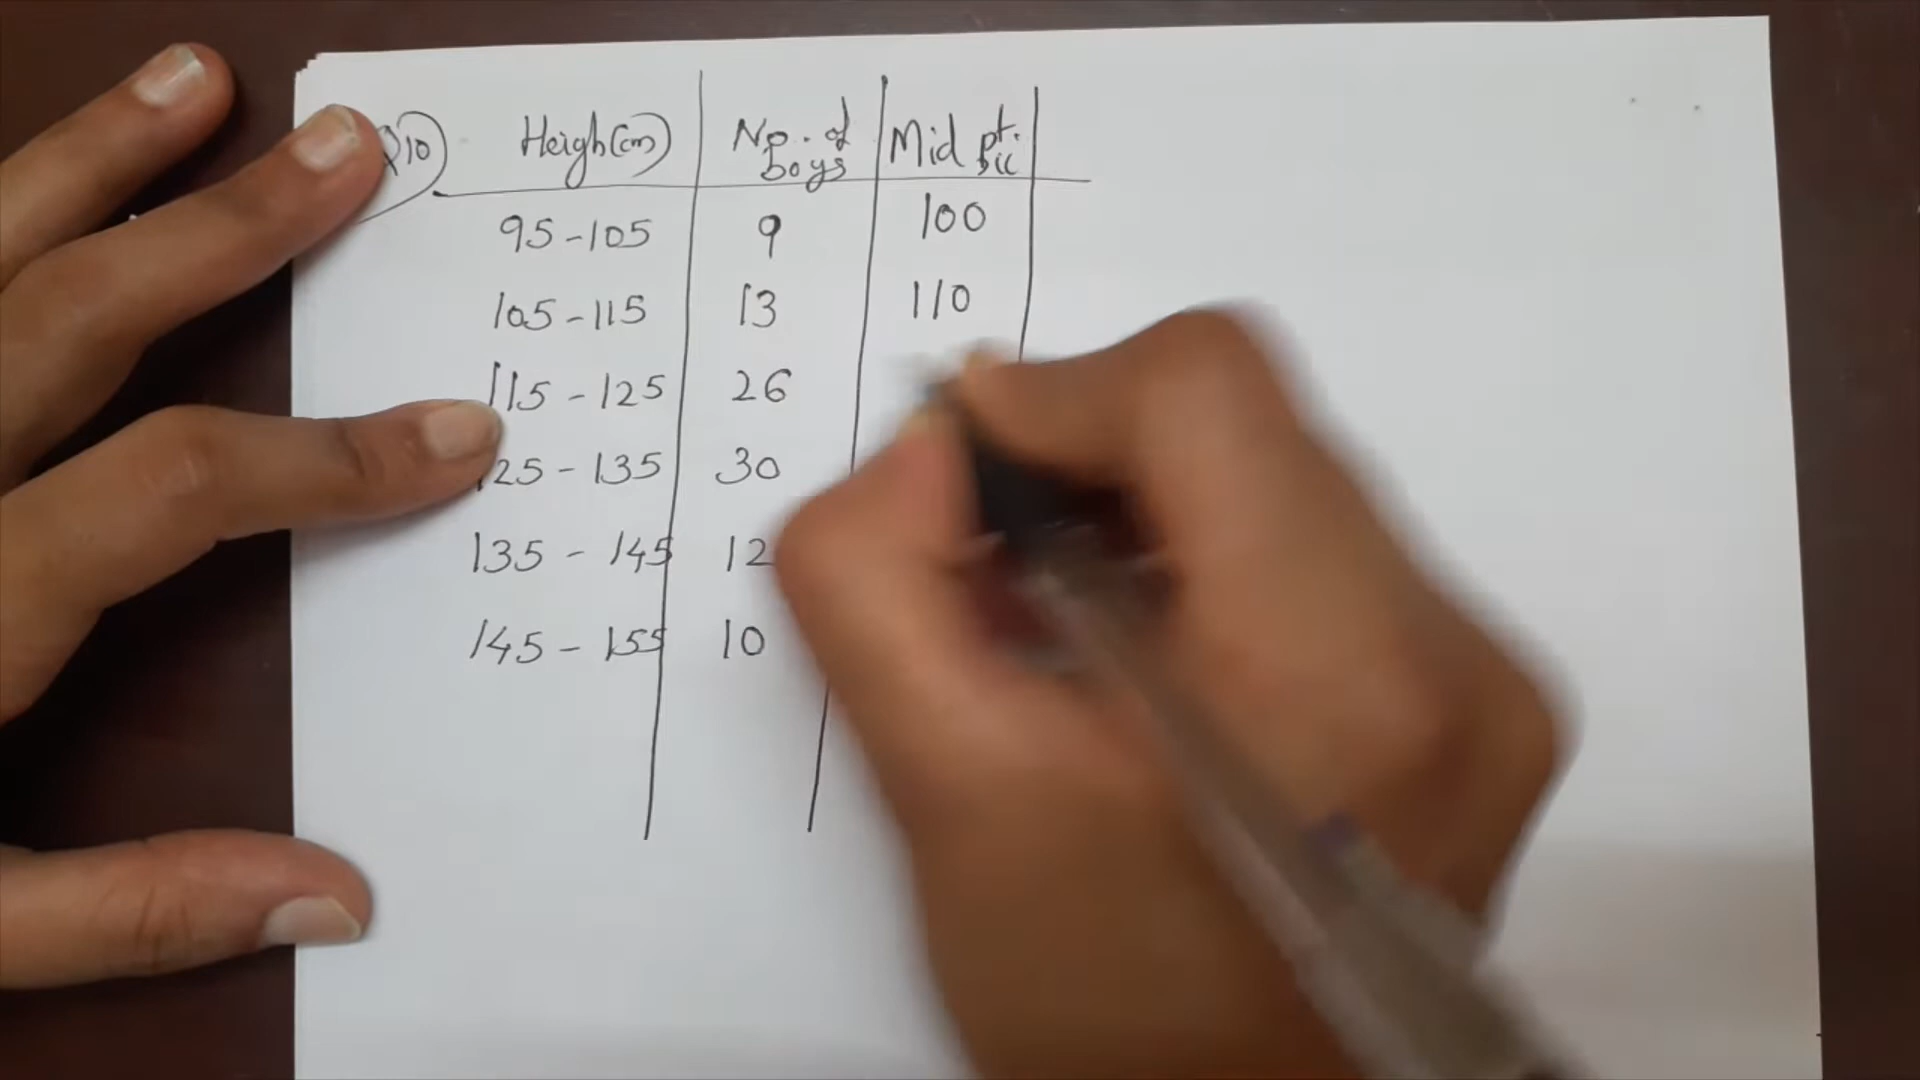 Q10 Heigh(cm) No. of boys Mid pt.
95-105 9 100
105-115 13 110
115-125 26
125-135 30
135-145 12
145-155 10